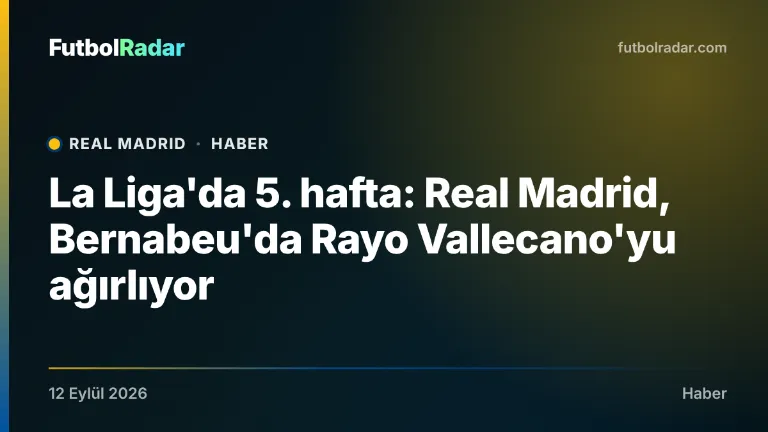 FutbolRadar
futbolradar.com
REAL MADRID · HABER
La Liga'da 5. hafta: Real Madrid,
Bernabeu'da Rayo Vallecano'yu
ağırlıyor
12 Eylül 2026
Haber